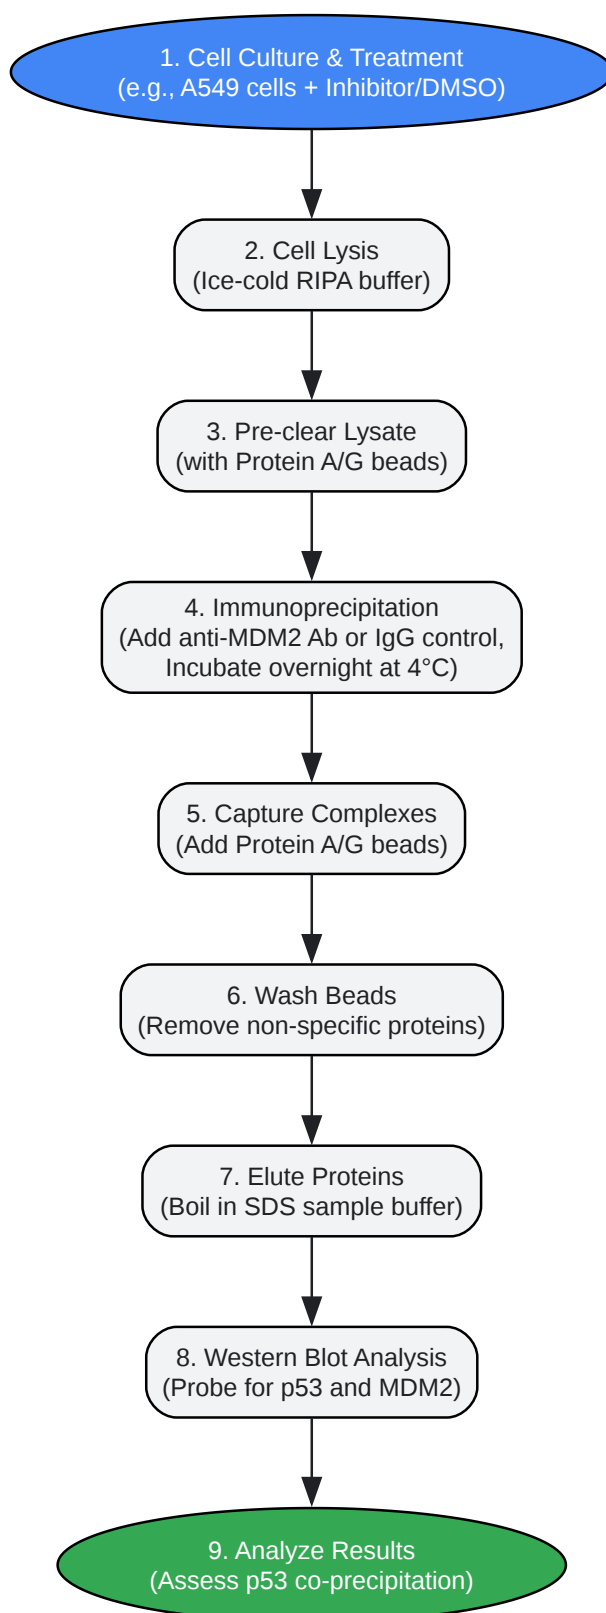 1. Cell Culture & Treatment
(e.g., A549 cells + Inhibitor/DMSO)
2. Cell Lysis
(Ice-cold RIPA buffer)
3. Pre-clear Lysate
(with Protein A/G beads)
4. Immunoprecipitation
(Add anti-MDM2 Ab or IgG control,
Incubate overnight at 4°C)
5. Capture Complexes
(Add Protein A/G beads)
6. Wash Beads
(Remove non-specific proteins)
7. Elute Proteins
(Boil in SDS sample buffer)
8. Western Blot Analysis
(Probe for p53 and MDM2)
9. Analyze Results
(Assess p53 co-precipitation)